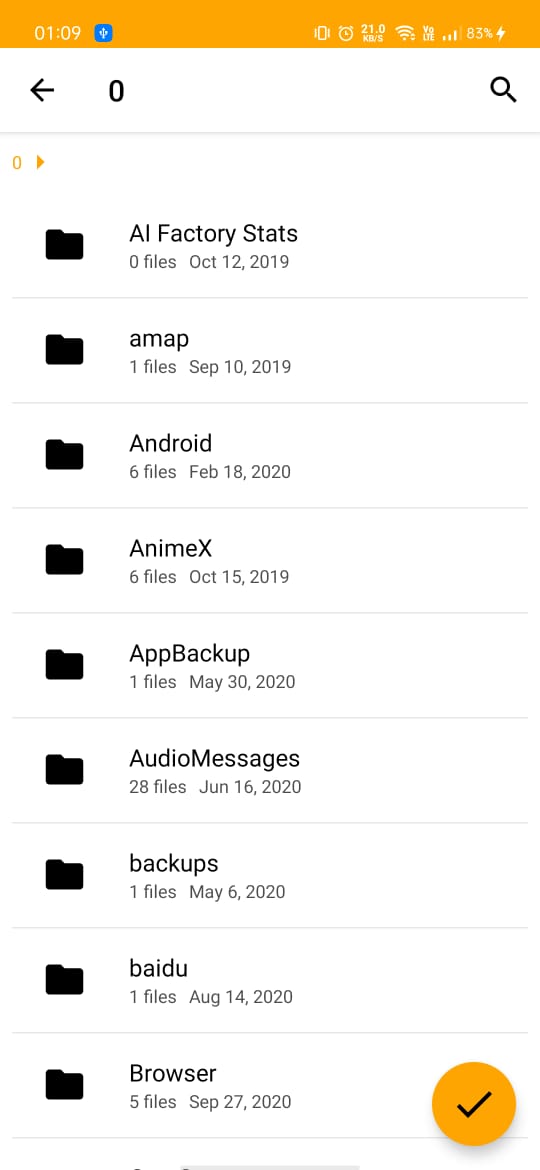 01:09
21.0
KB/S
Vo
LTE
83%
0
0
AI Factory Stats
0 files Oct 12, 2019
amap
1 files Sep 10, 2019
Android
6 files Feb 18, 2020
AnimeX
6 files Oct 15, 2019
AppBackup
1 files May 30, 2020
AudioMessages
28 files Jun 16, 2020
backups
1 files May 6, 2020
baidu
1 files Aug 14, 2020
Browser
5 files Sep 27, 2020